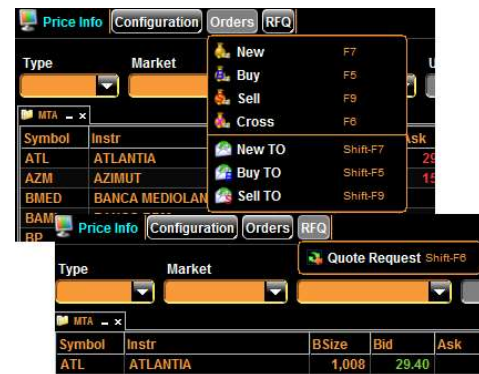 Price Info Configuration Orders RFQ
New F7
Type Market
Buy F5
Sell F9
MTA
Cross F6
Symbol Instr Ask
New TO Shift-F7
ATL ATLANTIA 29
Buy TO Shift-F5
AZM AZIMUT 15
Sell TO Shift-F9
BMED BANCA MEDIOLAN
Price Info Configuration Orders RFQ
Quote Request Shift-F6
Type Market
MTA
Symbol Instr BSize Bid Ask
ATL ATLANTIA 1,008 29.40